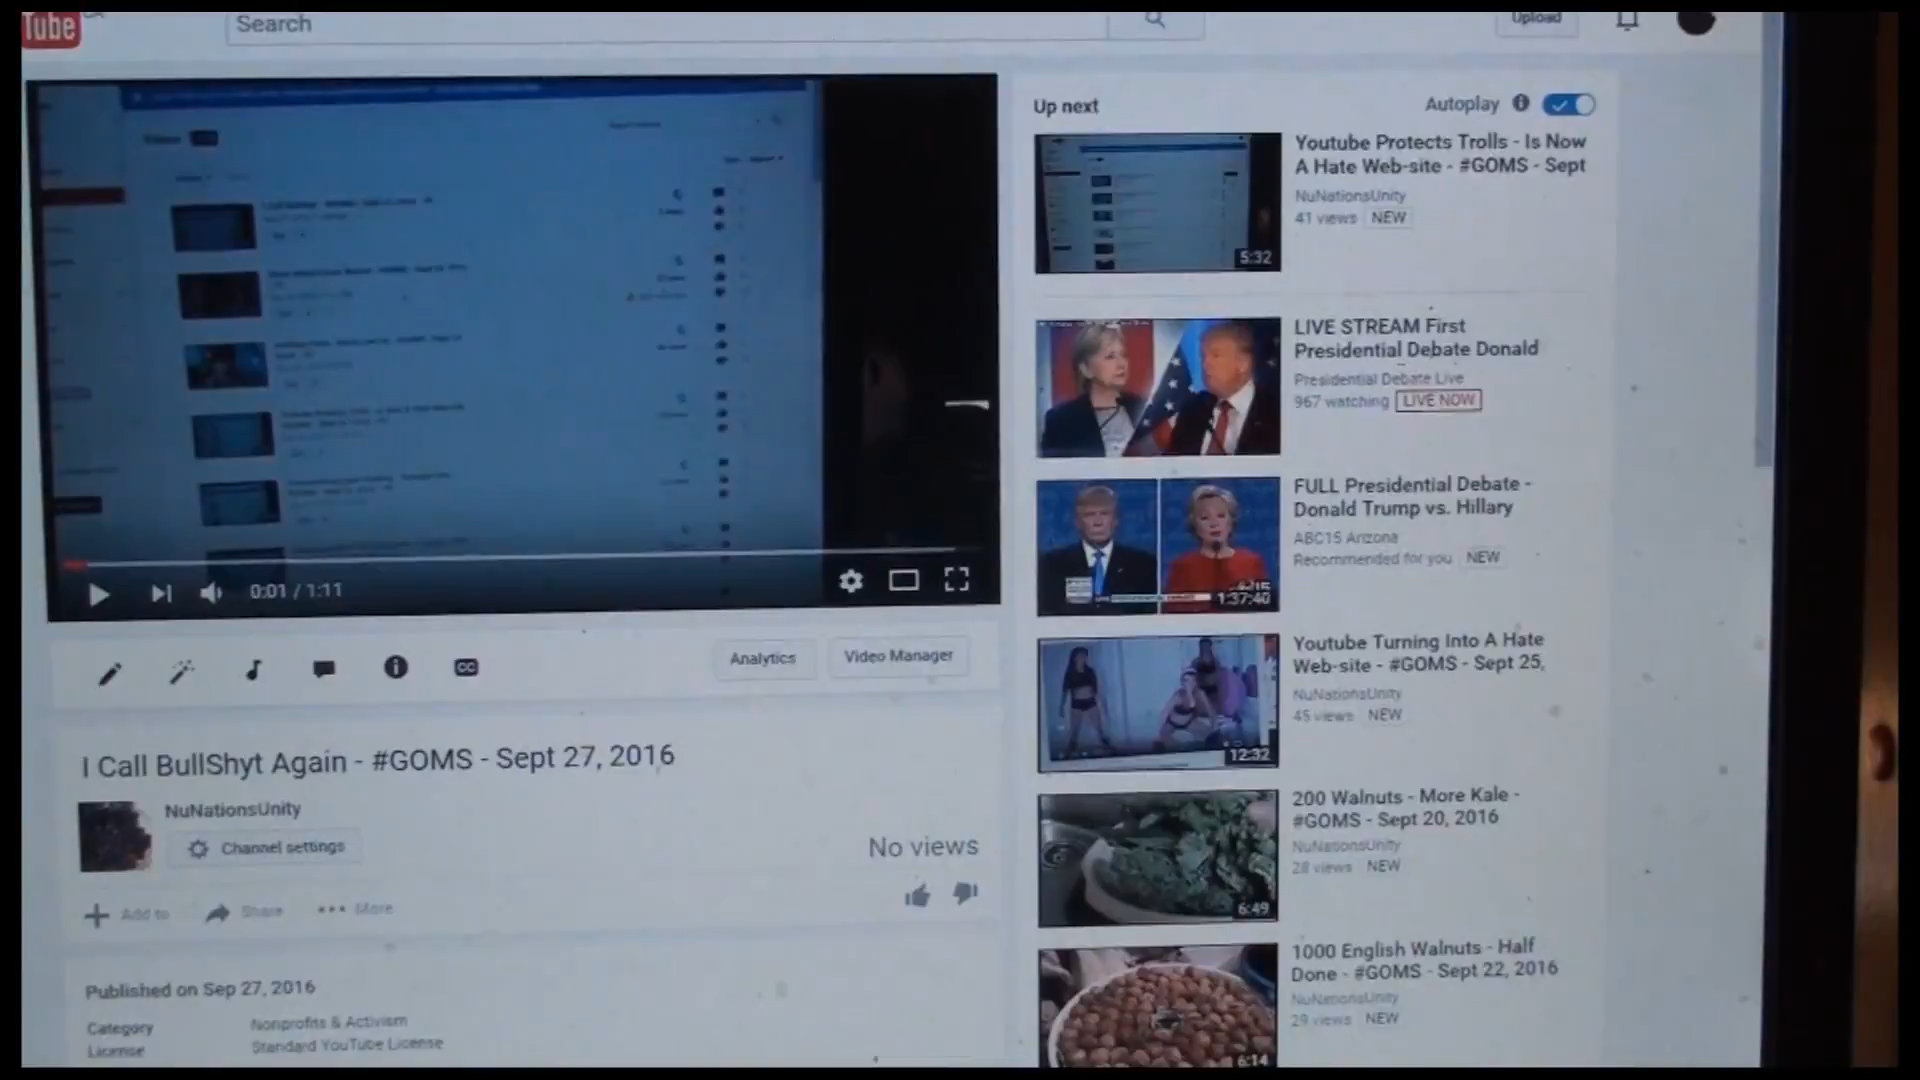 Tube
Search
Upload
Videos
0:01 / 1:11
Analytics
Video Manager
I Call BullShyt Again - #GOMS - Sept 27, 2016
NuNationsUnity
Channel settings
No views
Add to
Share
More
Published on Sep 27, 2016
Category
Nonprofits & Activism
License
Standard YouTube License
Up next
Autoplay
Youtube Protects Trolls - Is Now
A Hate Web-site - #GOMS - Sept
NuNationsUnity
41 views NEW
5:32
LIVE STREAM First
Presidential Debate Donald
Presidential Debate Live
967 watching LIVE NOW
FULL Presidential Debate -
Donald Trump vs. Hillary
ABC15 Arizona
Recommended for you NEW
1:37:40
Youtube Turning Into A Hate
Web-site - #GOMS - Sept 25,
NuNationsUnity
45 views NEW
12:32
200 Walnuts - More Kale -
#GOMS - Sept 20, 2016
NuNationsUnity
28 views NEW
6:49
1000 English Walnuts - Half
Done - #GOMS - Sept 22, 2016
NuNationsUnity
29 views NEW
6:14